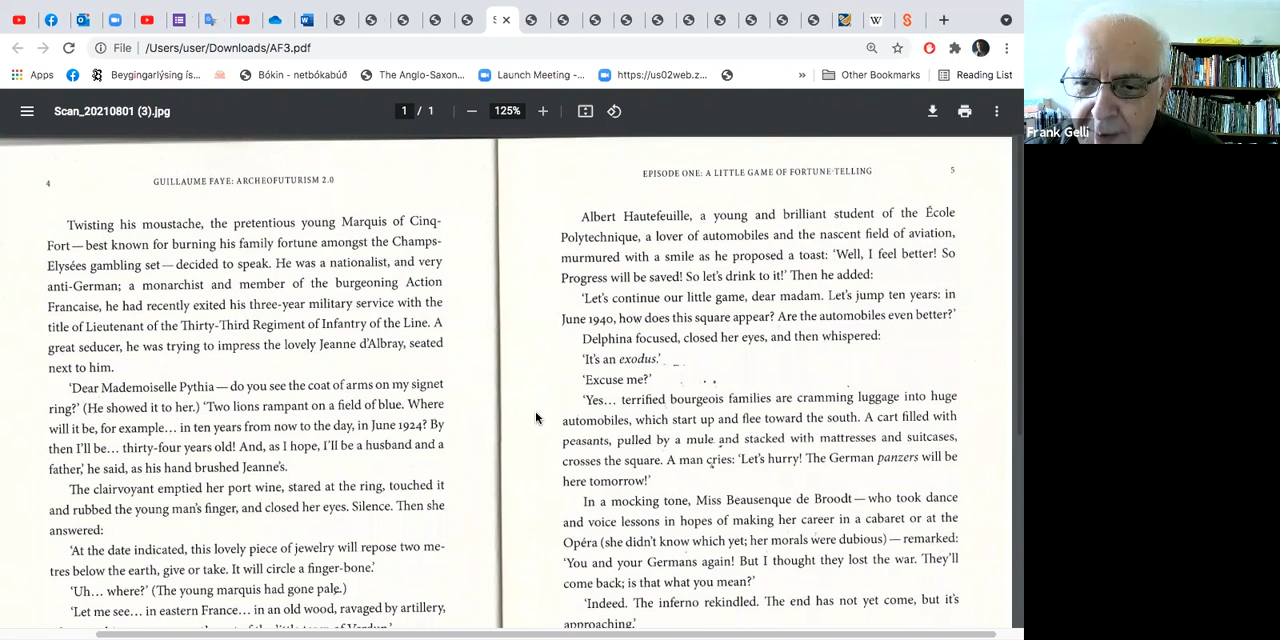 File
/Users/user/Downloads/AF3.pdf
Apps
Beygingarlýsing ís...
Bókin - netbókabúð
The Anglo-Saxon...
Launch Meeting -...
https://us02web.z...
»
Other Bookmarks
Reading List
Scan_20210801 (3).jpg
1 / 1
125%
Frank Gelli
4
GUILLAUME FAYE: ARCHEOFUTURISM 2.0
Twisting his moustache, the pretentious young Marquis of Cinq-
Fort — best known for burning his family fortune amongst the Champs-
Elysées gambling set — decided to speak. He was a nationalist, and very
anti-German; a monarchist and member of the burgeoning Action
Francaise, he had recently exited his three-year military service with the
title of Lieutenant of the Thirty-Third Regiment of Infantry of the Line. A
great seducer, he was trying to impress the lovely Jeanne d'Albray, seated
next to him.
'Dear Mademoiselle Pythia — do you see the coat of arms on my signet
ring?' (He showed it to her.) 'Two lions rampant on a field of blue. Where
will it be, for example... in ten years from now to the day, in June 1924? By
then I'll be... thirty-four years old! And, as I hope, I'll be a husband and a
father,' he said, as his hand brushed Jeanne's.
The clairvoyant emptied her port wine, stared at the ring, touched it
and rubbed the young man's finger, and closed her eyes. Silence. Then she
answered:
'At the date indicated, this lovely piece of jewelry will repose two me-
tres below the earth, give or take. It will circle a finger-bone.'
'Uh... where?' (The young marquis had gone pale.)
'Let me see... in eastern France... in an old wood, ravaged by artillery,
EPISODE ONE: A LITTLE GAME OF FORTUNE-TELLING
5
Albert Hautefeuille, a young and brilliant student of the École
Polytechnique, a lover of automobiles and the nascent field of aviation,
murmured with a smile as he proposed a toast: 'Well, I feel better! So
Progress will be saved! So let's drink to it!' Then he added:
'Let's continue our little game, dear madam. Let's jump ten years: in
June 1940, how does this square appear? Are the automobiles even better?'
Delphina focused, closed her eyes, and then whispered:
'It's an exodus.'
'Excuse me?'
'Yes... terrified bourgeois families are cramming luggage into huge
automobiles, which start up and flee toward the south. A cart filled with
peasants, pulled by a mule and stacked with mattresses and suitcases,
crosses the square. A man cries: 'Let's hurry! The German panzers will be
here tomorrow!'
In a mocking tone, Miss Beausenque de Broodt — who took dance
and voice lessons in hopes of making her career in a cabaret or at the
Opéra (she didn't know which yet; her morals were dubious) — remarked:
'You and your Germans again! But I thought they lost the war. They'll
come back; is that what you mean?'
'Indeed. The inferno rekindled. The end has not yet come, but it's
approaching.'